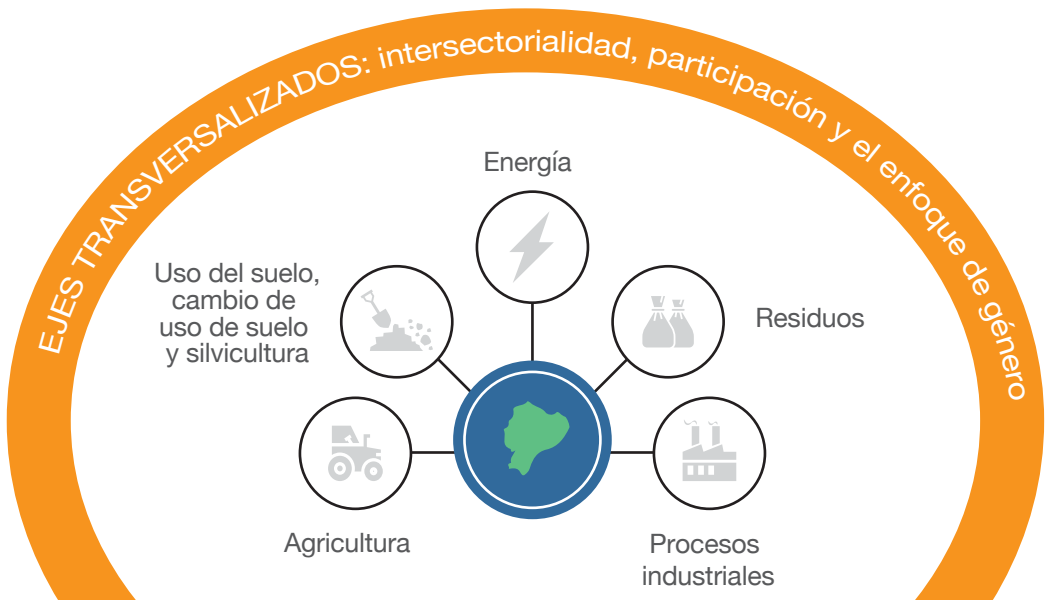 EJES TRANSVERSALIZADOS: intersectorialidad, participación y el enfoque de género
Energía
Uso del suelo,
cambio de
uso de suelo
y silvicultura
Residuos
Agricultura
Procesos
industriales